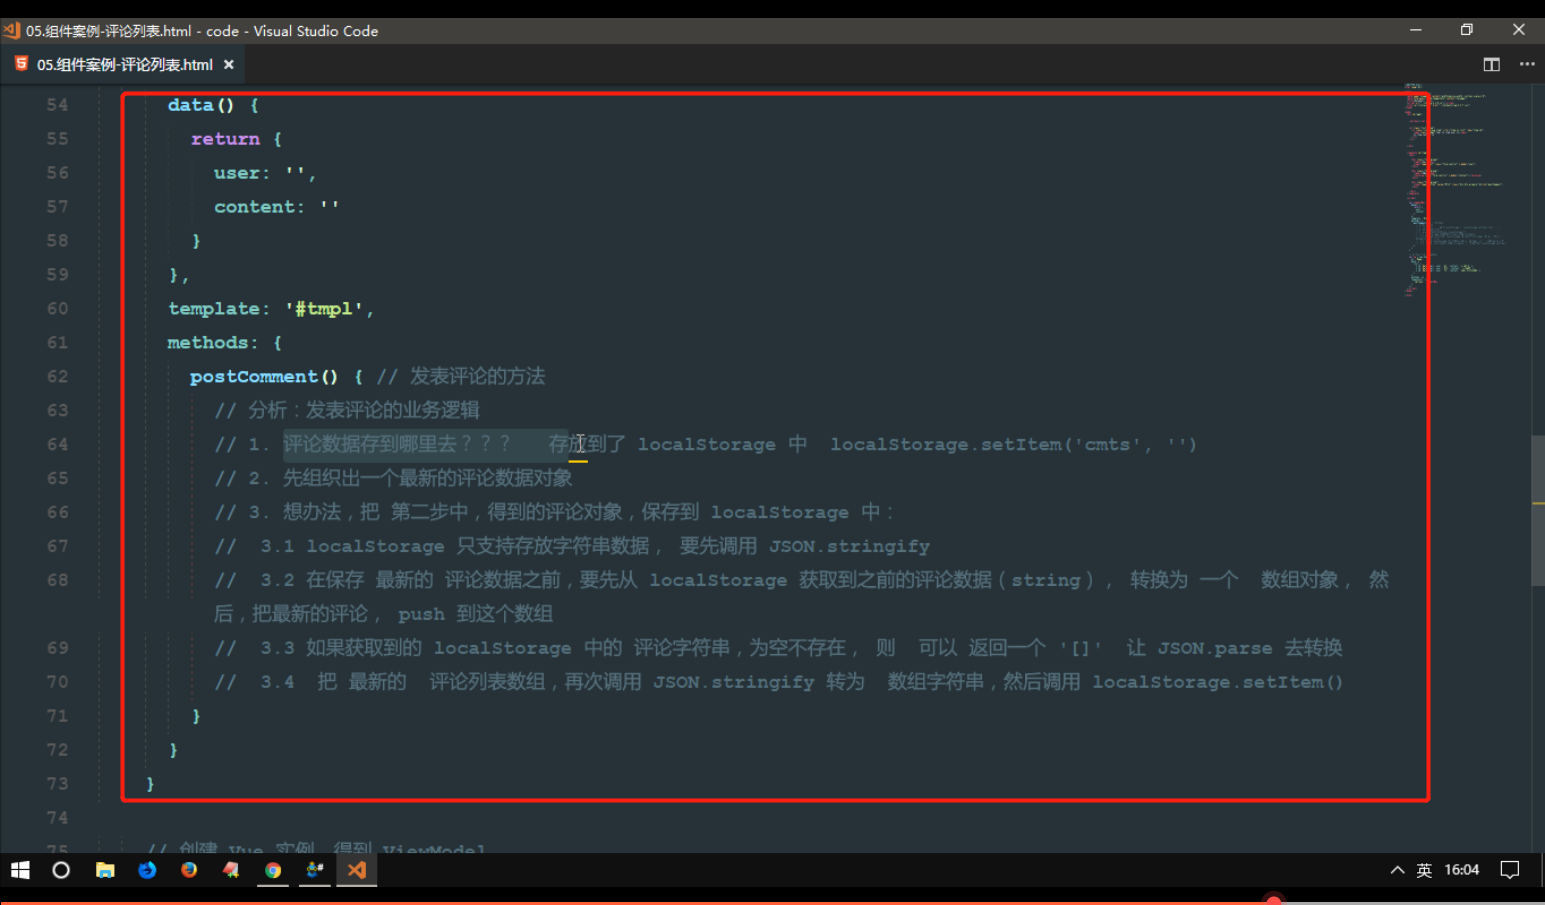 05.组件案例-评论列表.html - code - Visual Studio Code
05.组件案例-评论列表.html
54 data() {
55 return {
56 user: '',
57 content: ''
58 }
59 },
60 template: '#tmpl',
61 methods: {
62 postComment() { // 发表评论的方法
63 // 分析：发表评论的业务逻辑
64 // 1. 评论数据存到哪里去？？？ 存放到了 localStorage 中 localStorage.setItem('cmts', '')
65 // 2. 先组织出一个最新的评论数据对象
66 // 3. 想办法，把 第二步中，得到的评论对象，保存到 localStorage 中：
67 // 3.1 localStorage 只支持存放字符串数据， 要先调用 JSON.stringify
68 // 3.2 在保存 最新的 评论数据之前，要先从 localStorage 获取到之前的评论数据（string）， 转换为 一个 数组对象， 然
后，把最新的评论， push 到这个数组
69 // 3.3 如果获取到的 localStorage 中的 评论字符串，为空不存在， 则 可以 返回一个 '[]' 让 JSON.parse 去转换
70 // 3.4 把 最新的 评论列表数组，再次调用 JSON.stringify 转为 数组字符串，然后调用 localStorage.setItem()
71 }
72 }
73 }
74
75 // 创建 Vue 实例，得到 ViewModel
英 16:04